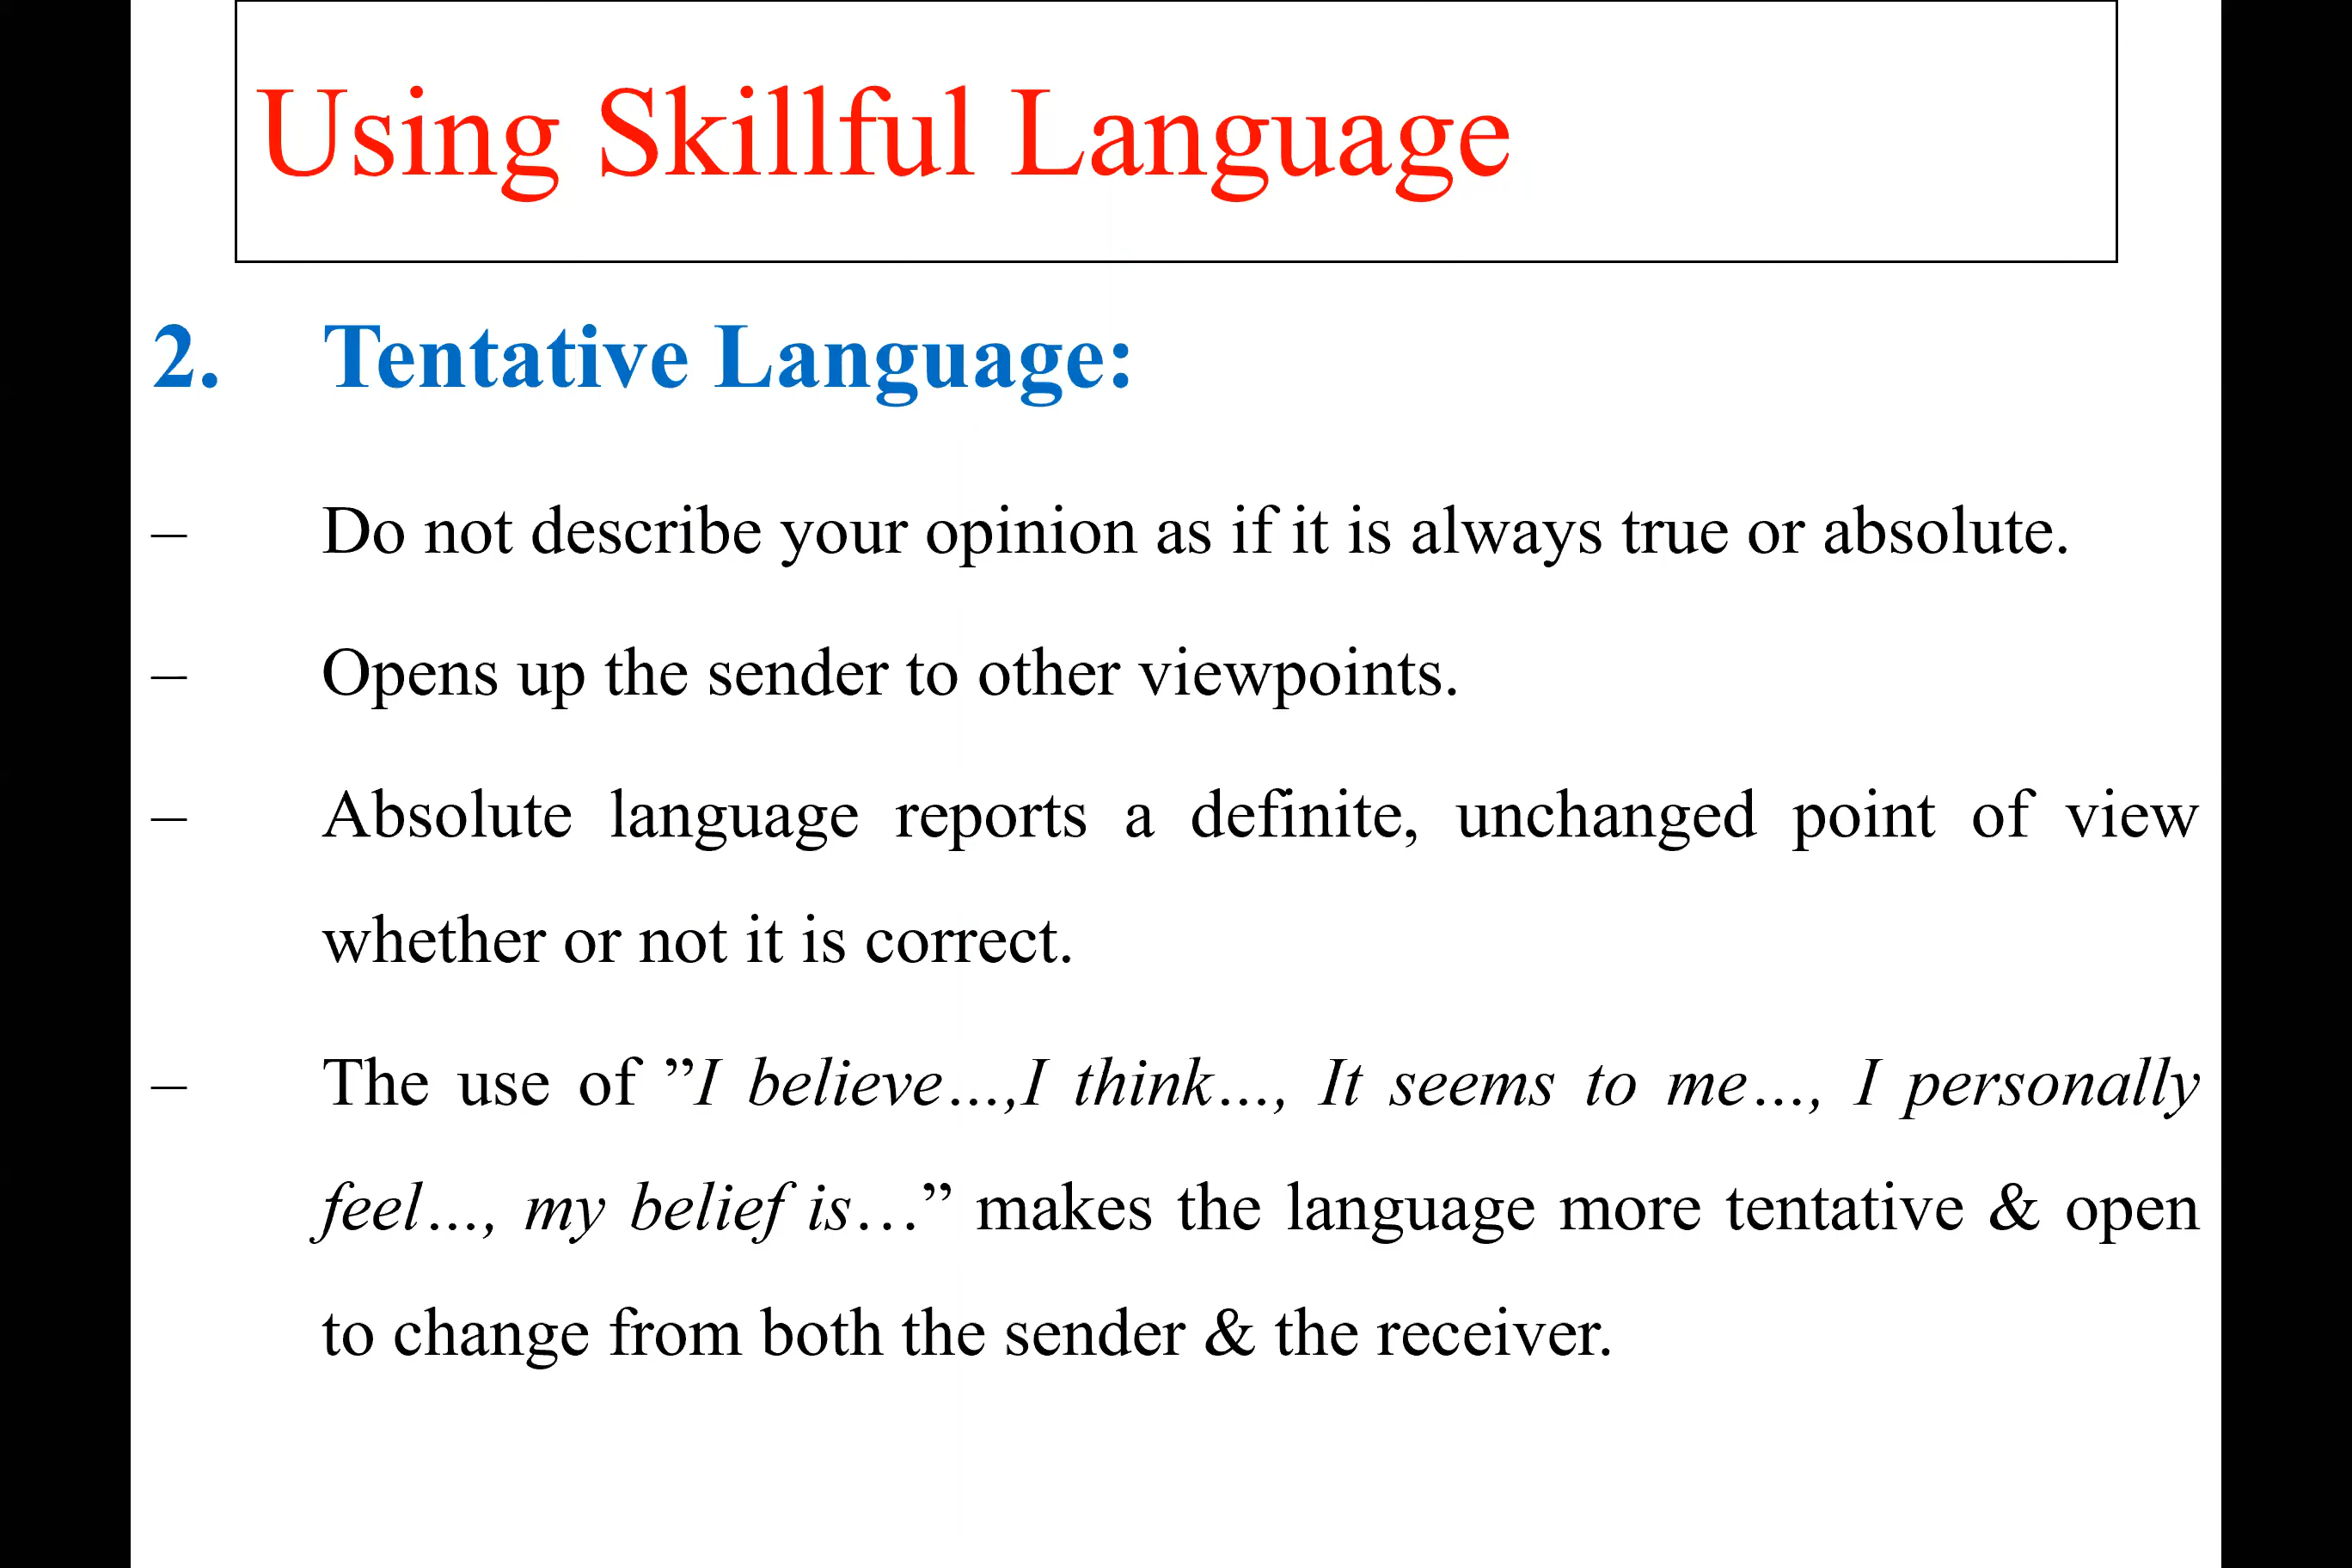 Using Skillful Language
2. Tentative Language:
– Do not describe your opinion as if it is always true or absolute.
– Opens up the sender to other viewpoints.
– Absolute language reports a definite, unchanged point of view
whether or not it is correct.
– The use of ”I believe…,I think…, It seems to me…, I personally
feel…, my belief is…” makes the language more tentative & open
to change from both the sender & the receiver.